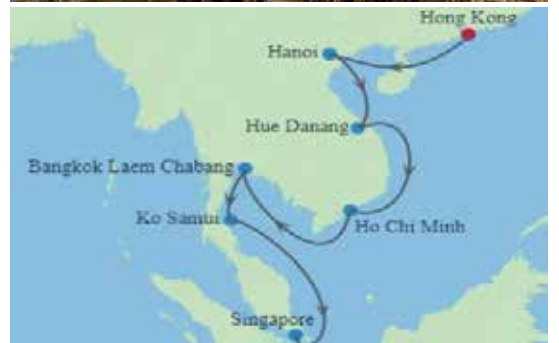 Hong Kong
Hanoi
Hue Danang
Bangkok Laem Chabang
Ko Samui
Ho Chi Minh
Singapore